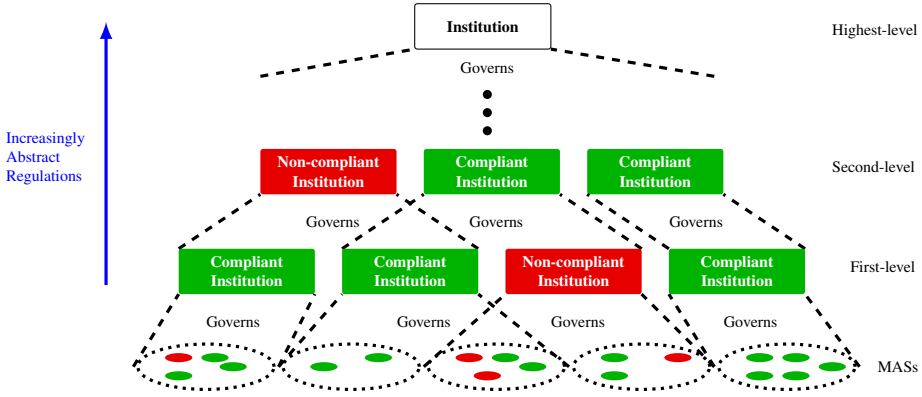 Institution
Highest-level
Governs
Increasingly
Abstract
Regulations
Non-compliant
Institution
Compliant
Institution
Compliant
Institution
Second-level
Governs
Governs
Governs
Compliant
Institution
Compliant
Institution
Non-compliant
Institution
Compliant
Institution
First-level
Governs
Governs
Governs
Governs
MASs